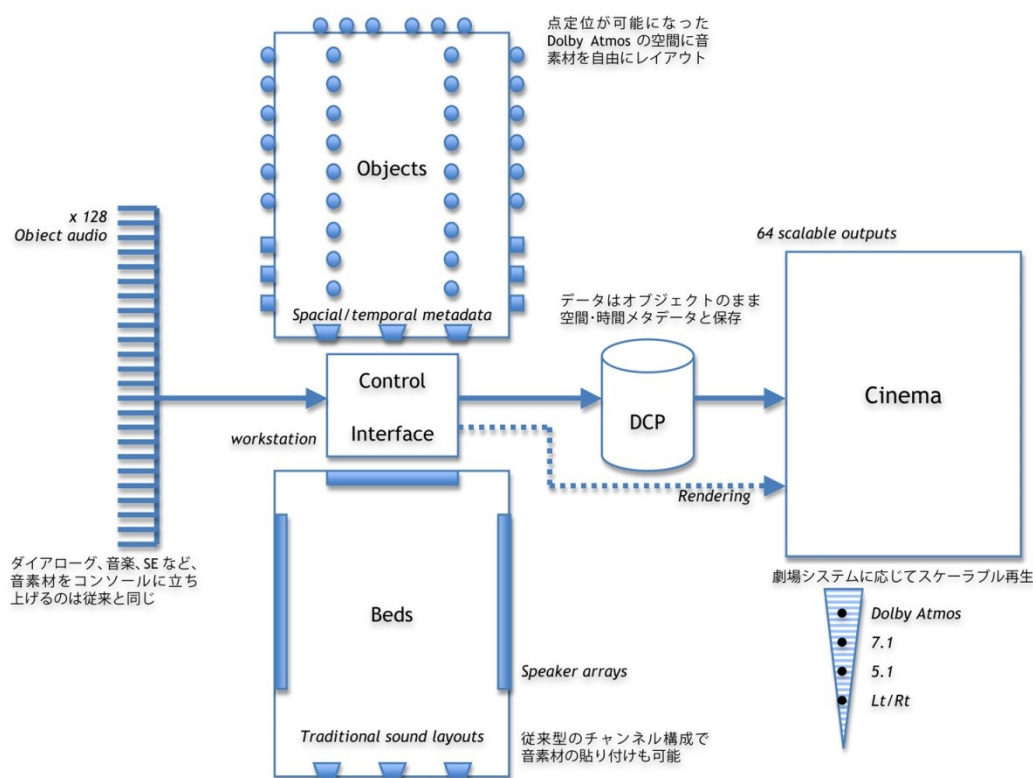 点定位が可能になった
Dolby Atmos の空間に音
素材を自由にレイアウト
Objects
x 128
Object audio
64 scalable outputs
Spacial/temporal metadata
データはオブジェクトのまま
空間･時間メタデータと保存
Control
Interface
workstation
DCP
Cinema
Rendering
ダイアローグ、音楽、SE など、
音素材をコンソールに立ち
上げるのは従来と同じ
劇場システムに応じてスケーラブル再生
Beds
Dolby Atmos
7.1
5.1
Lt/Rt
Speaker arrays
Traditional sound layouts
従来型のチャンネル構成で
音素材の貼り付けも可能